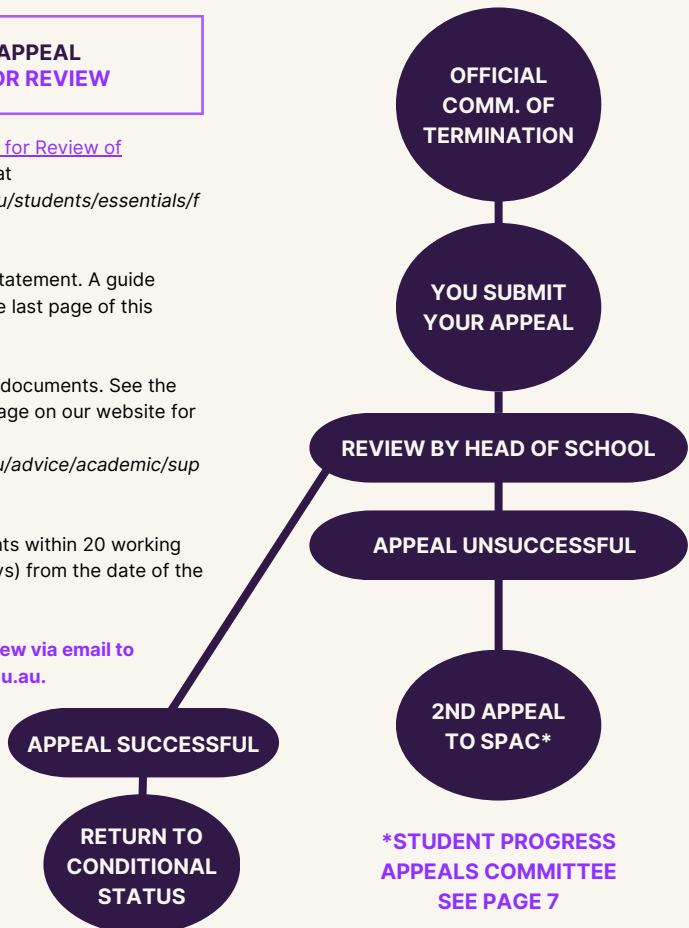 APPEAL
OR REVIEW
for Review of
at
u/students/essentials/f
tatement. A guide
e last page of this
documents. See the
age on our website for
u/advice/academic/sup
nts within 20 working
ys) from the date of the
ew via email to
u.au.
OFFICIAL
COMM. OF
TERMINATION
YOU SUBMIT
YOUR APPEAL
REVIEW BY HEAD OF SCHOOL
APPEAL UNSUCCESSFUL
2ND APPEAL
TO SPAC*
APPEAL SUCCESSFUL
RETURN TO
CONDITIONAL
STATUS
*STUDENT PROGRESS
APPEALS COMMITTEE
SEE PAGE 7